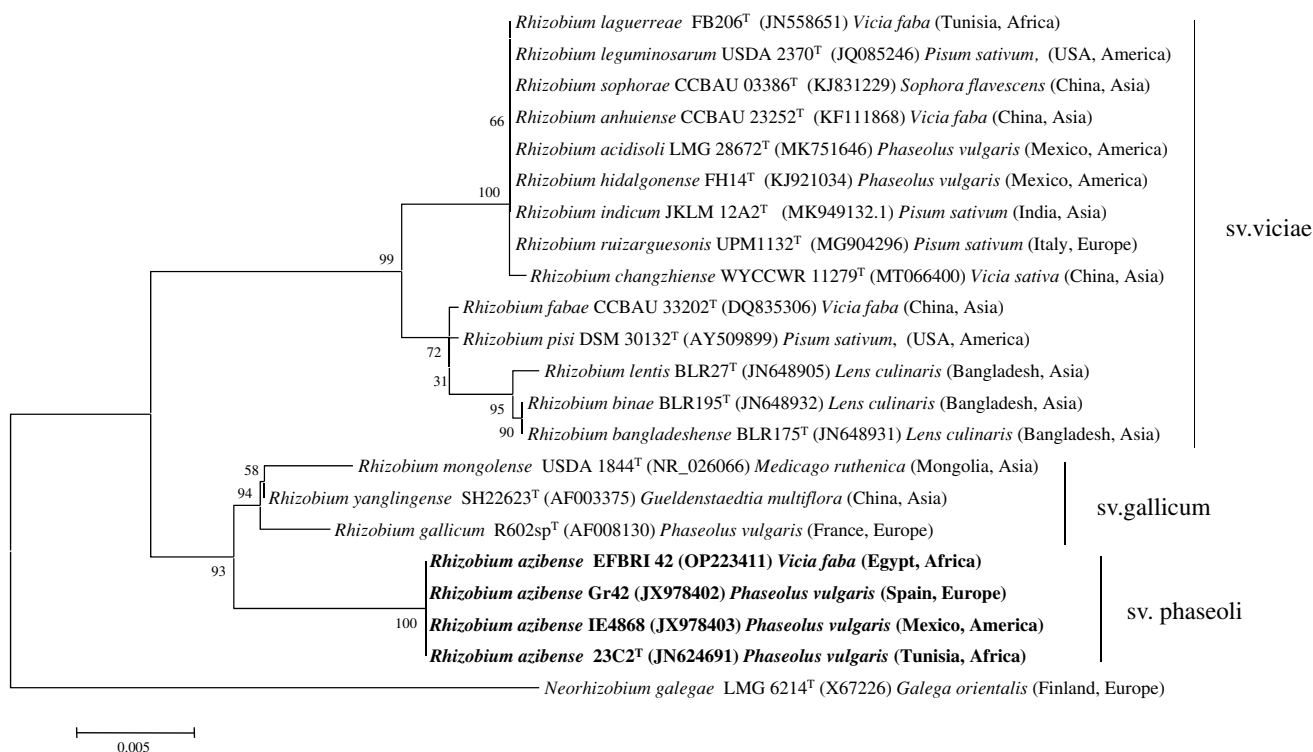 Rhizobium laguerreae FB206ᵀ (JN558651) Vicia faba (Tunisia, Africa)
Rhizobium leguminosarum USDA 2370ᵀ (JQ085246) Pisum sativum, (USA, America)
Rhizobium sophorae CCBAU 03386ᵀ (KJ831229) Sophora flavescens (China, Asia)
66
Rhizobium anhuiense CCBAU 23252ᵀ (KF111868) Vicia faba (China, Asia)
Rhizobium acidisoli LMG 28672ᵀ (MK751646) Phaseolus vulgaris (Mexico, America)
Rhizobium hidalgonense FH14ᵀ (KJ921034) Phaseolus vulgaris (Mexico, America)
100
Rhizobium indicum JKLM 12A2ᵀ (MK949132.1) Pisum sativum (India, Asia)
sv.viciae
Rhizobium ruizarguesonis UPM1132ᵀ (MG904296) Pisum sativum (Italy, Europe)
99
Rhizobium changzhiense WYCCWR 11279ᵀ (MT066400) Vicia sativa (China, Asia)
Rhizobium fabae CCBAU 33202ᵀ (DQ835306) Vicia faba (China, Asia)
Rhizobium pisi DSM 30132ᵀ (AY509899) Pisum sativum, (USA, America)
72
Rhizobium lentis BLR27ᵀ (JN648905) Lens culinaris (Bangladesh, Asia)
31
Rhizobium binae BLR195ᵀ (JN648932) Lens culinaris (Bangladesh, Asia)
95
Rhizobium bangladeshense BLR175ᵀ (JN648931) Lens culinaris (Bangladesh, Asia)
90
Rhizobium mongolense USDA 1844ᵀ (NR_026066) Medicago ruthenica (Mongolia, Asia)
58
Rhizobium yanglingense SH22623ᵀ (AF003375) Gueldenstaedtia multiflora (China, Asia)
94
sv.gallicum
Rhizobium gallicum R602spᵀ (AF008130) Phaseolus vulgaris (France, Europe)
Rhizobium azibense EFBRI 42 (OP223411) Vicia faba (Egypt, Africa)
93
Rhizobium azibense Gr42 (JX978402) Phaseolus vulgaris (Spain, Europe)
sv. phaseoli
Rhizobium azibense IE4868 (JX978403) Phaseolus vulgaris (Mexico, America)
100
Rhizobium azibense 23C2ᵀ (JN624691) Phaseolus vulgaris (Tunisia, Africa)
Neorhizobium galegae LMG 6214ᵀ (X67226) Galega orientalis (Finland, Europe)
0.005